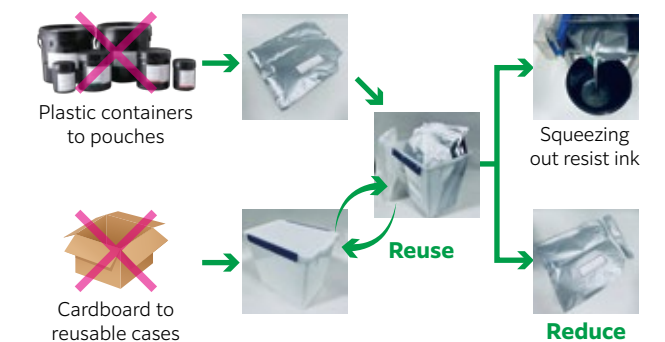 Plastic containers
to pouches
Squeezing
out resist ink
Reuse
Cardboard to
reusable cases
Reduce